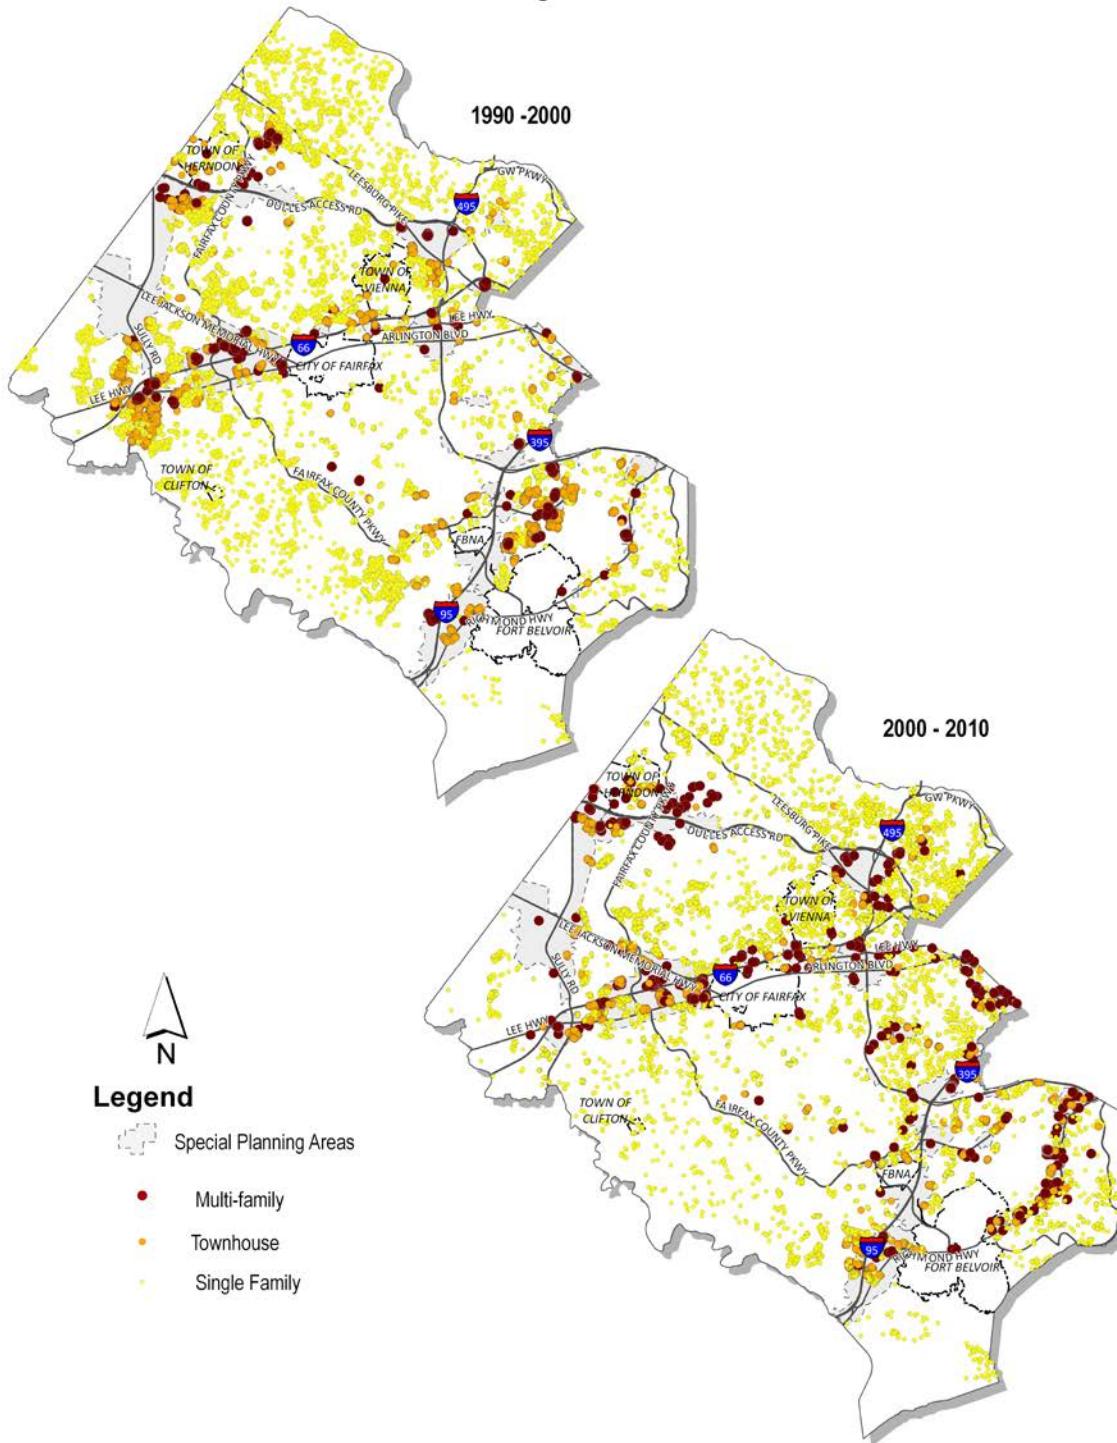 1990 -2000
TOWN OF
HERNDON
FAIRFAX COUNTY PKWY
LEESBURG PIKE
GW PKWY
495
DULLES ACCESS RD
TOWN OF
VIENNA
LEE JACKSON MEMORIAL HWY
SULLY RD
LEE HWY
ARLINGTON BLVD
66
CITY OF FAIRFAX
LEE HWY
395
TOWN OF
CLIFTON
FAIRFAX COUNTY PKWY
FBNA
95
RICHMOND HWY
FORT BELVOIR
2000 - 2010
TOWN OF
HERNDON
FAIRFAX COUNTY PKWY
LEESBURG PIKE
GW PKWY
495
DULLES ACCESS RD
TOWN OF
VIENNA
LEE JACKSON MEMORIAL HWY
SULLY RD
LEE HWY
ARLINGTON BLVD
66
CITY OF FAIRFAX
LEE HWY
395
TOWN OF
CLIFTON
FAIRFAX COUNTY PKWY
FBNA
95
RICHMOND HWY
FORT BELVOIR
N
Legend
Special Planning Areas
Multi-family
Townhouse
Single Family